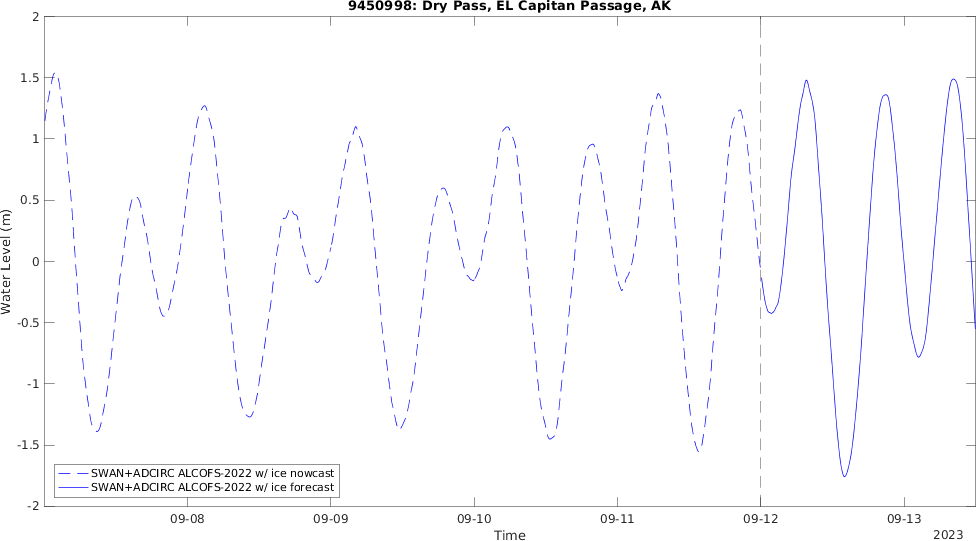 9450998: Dry Pass, EL Capitan Passage, AK
2
1.5
1
0.5
0
-0.5
-1
-1.5
-2
Water Level (m)
SWAN+ADCIRC ALCOFS-2022 w/ ice nowcast
SWAN+ADCIRC ALCOFS-2022 w/ ice forecast
09-08 09-09 09-10 09-11 09-12 09-13
Time
2023